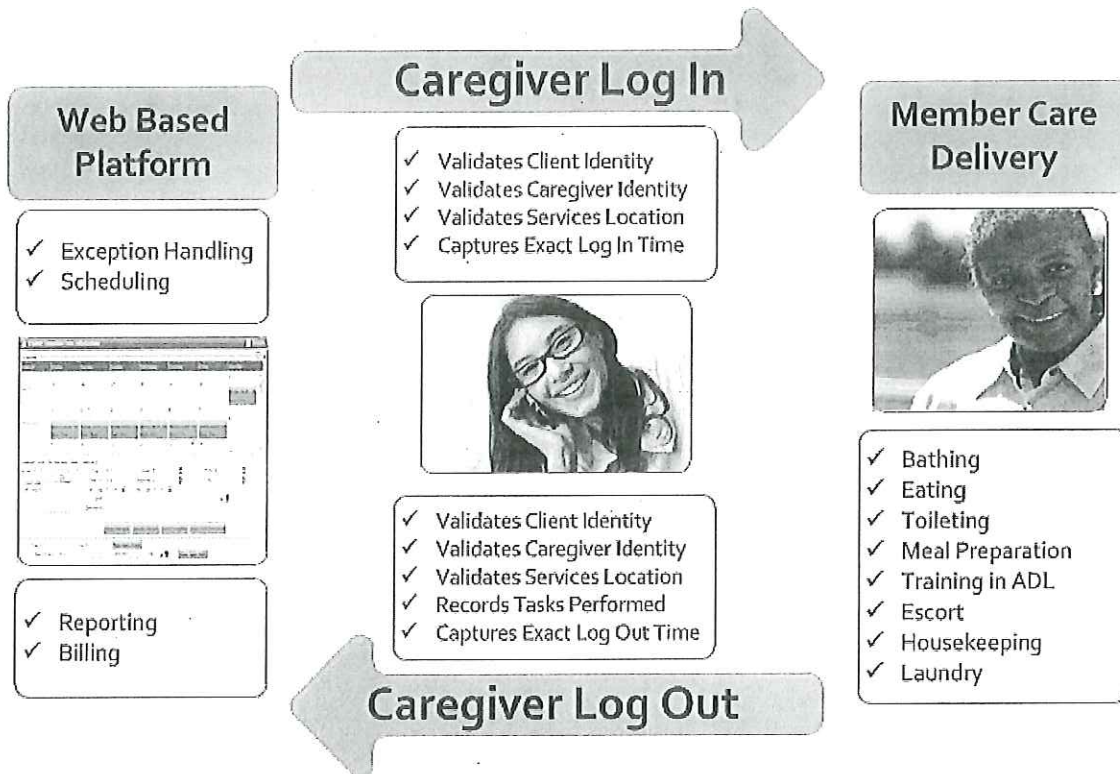 Caregiver Log In
Web Based
Platform
✓ Exception Handling
✓ Scheduling
✓ Reporting
✓ Billing
✓ Validates Client Identity
✓ Validates Caregiver Identity
✓ Validates Services Location
✓ Captures Exact Log In Time
✓ Validates Client Identity
✓ Validates Caregiver Identity
✓ Validates Services Location
✓ Records Tasks Performed
✓ Captures Exact Log Out Time
Member Care
Delivery
✓ Bathing
✓ Eating
✓ Toileting
✓ Meal Preparation
✓ Training in ADL
✓ Escort
✓ Housekeeping
✓ Laundry
Caregiver Log Out